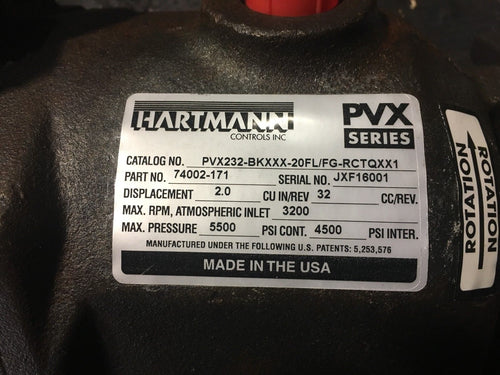 HARTMANN
CONTROLS INC
PVX
SERIES
CATALOG NO. PVX232-BKXXX-20FL/FG-RCTQXX1
PART NO. 74002-171 SERIAL NO. JXF16001
DISPLACEMENT 2.0 CU IN/REV 32 CC/REV.
MAX. RPM, ATMOSPHERIC INLET 3200
MAX. PRESSURE 5500 PSI CONT. 4500 PSI INTER.
MANUFACTURED UNDER THE FOLLOWING U.S. PATENTS: 5,253,576
MADE IN THE USA
ROTATION
ROTATION